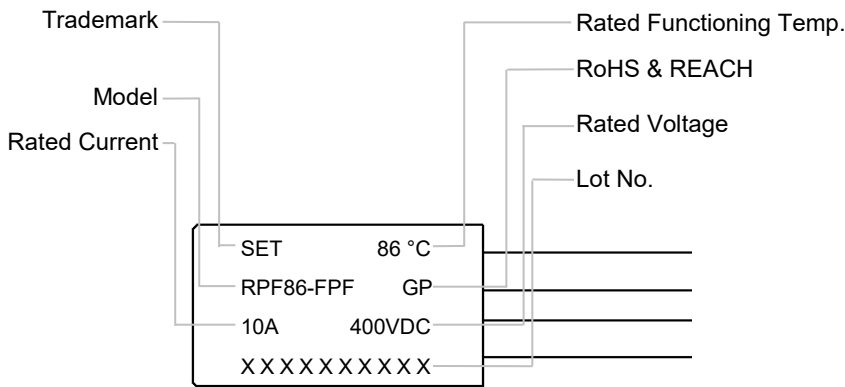 Trademark
Rated Functioning Temp.
RoHS & REACH
Model
Rated Voltage
Rated Current
Lot No.
SET 86 °C
RPF86-FPF GP
10A 400VDC
XXXXXXXXXX